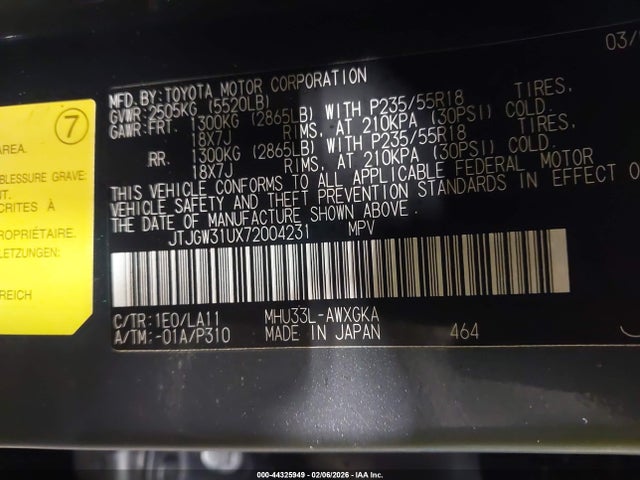 03/
MFD.BY:TOYOTA MOTOR CORPORATION
GVWR:2505KG (5520LB)
GAWR:FRT. 1300KG (2865LB) WITH P235/55R18 TIRES,
18X7J RIMS, AT 210KPA (30PSI) COLD.
RR. 1300KG (2865LB) WITH P235/55R18 TIRES,
18X7J RIMS, AT 210KPA (30PSI) COLD.
THIS VEHICLE CONFORMS TO ALL APPLICABLE FEDERAL MOTOR
VEHICLE SAFETY AND THEFT PREVENTION STANDARDS IN EFFECT O
THE DATE OF MANUFACTURE SHOWN ABOVE.
JTJGW31UX72004231 MPV
C/TR:1E0/LA11 MHU33L-AWXGKA
A/TM:-01A/P310 MADE IN JAPAN 464
7
AREA.
BLESSURE GRAVE
NT.
CRITES À
PROPRIÉTAIRE.
LETZUNGEN
REICH
000-44325949 - 02/06/2026 - IAA Inc.